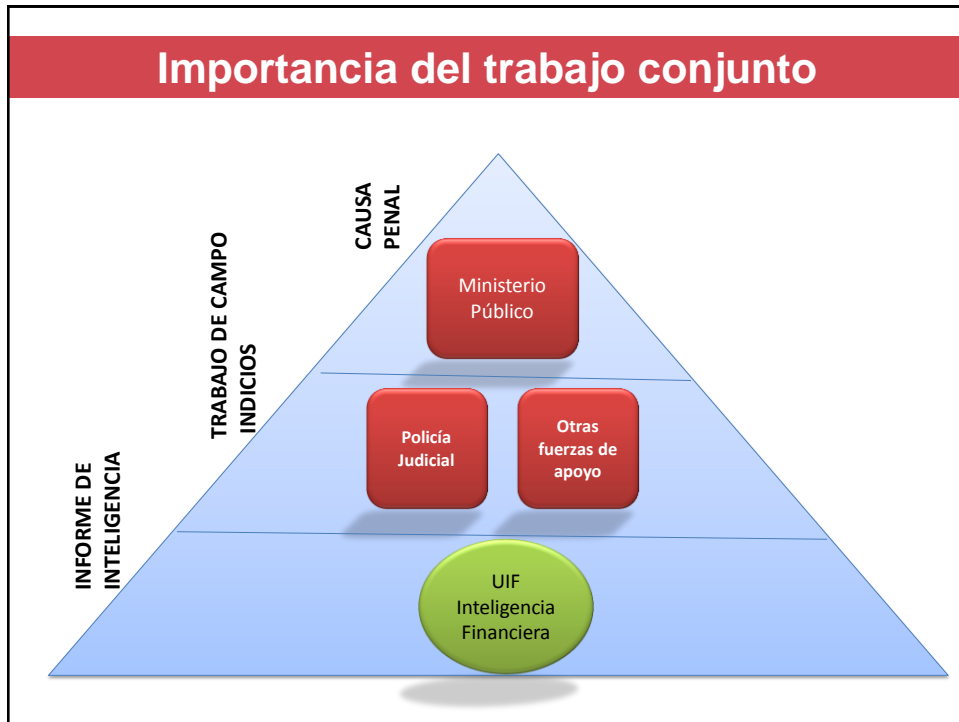 Importancia del trabajo conjunto
CAUSA
PENAL
Ministerio
Público
TRABAJO DE CAMPO
INDICIOS
Policía
Judicial
Otras
fuerzas de
apoyo
INFORME DE
INTELIGENCIA
UIF
Inteligencia
Financiera